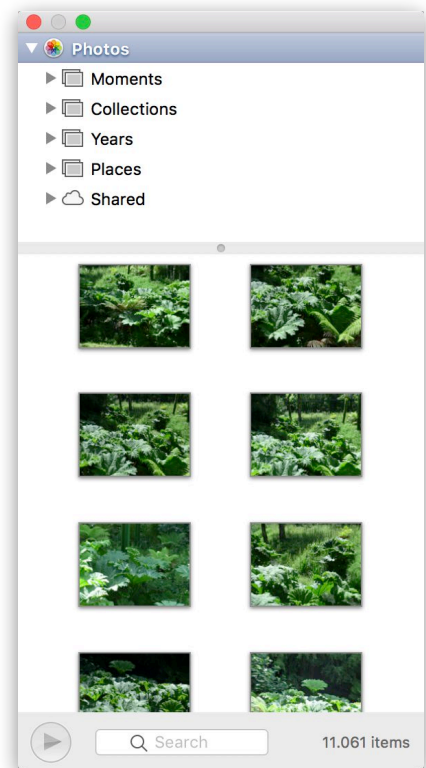 Photos
Moments
Collections
Years
Places
Shared
Search
11.061 items